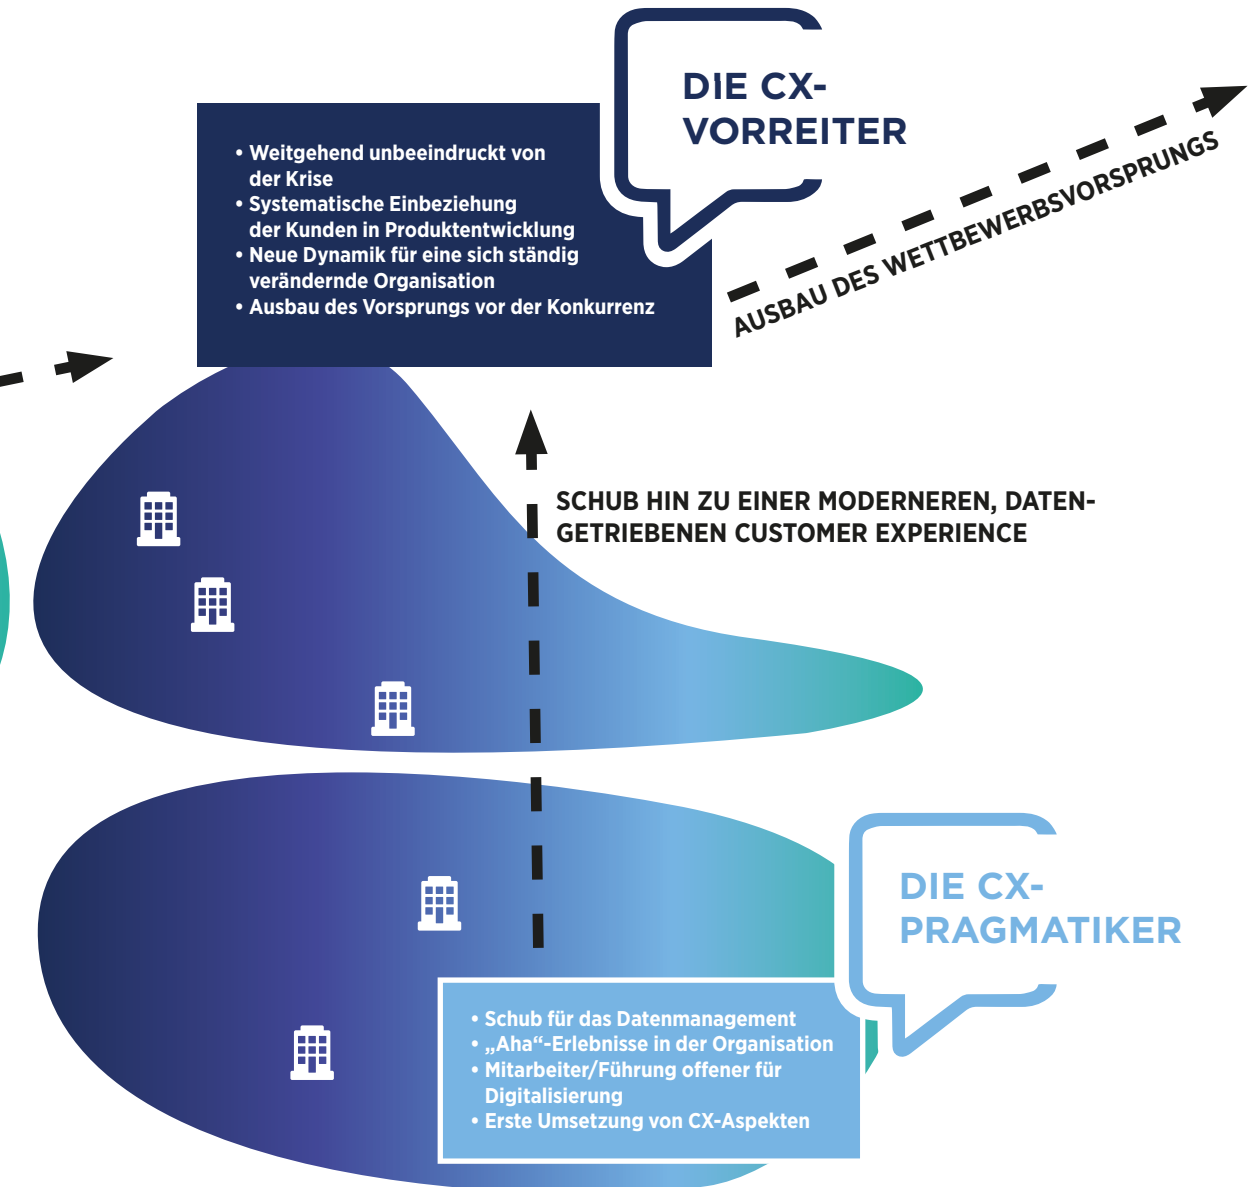 DIE CX-
VORREITER
• Weitgehend unbeeindruckt von
der Krise
• Systematische Einbeziehung
der Kunden in Produktentwicklung
• Neue Dynamik für eine sich ständig
verändernde Organisation
• Ausbau des Vorsprungs vor der Konkurrenz
AUSBAU DES WETTBEWERBSVORSPRUNGS
SCHUB HIN ZU EINER MODERNEREN, DATEN-
GETRIEBENEN CUSTOMER EXPERIENCE
DIE CX-
PRAGMATIKER
• Schub für das Datenmanagement
• „Aha“-Erlebnisse in der Organisation
• Mitarbeiter/Führung offener für
Digitalisierung
• Erste Umsetzung von CX-Aspekten